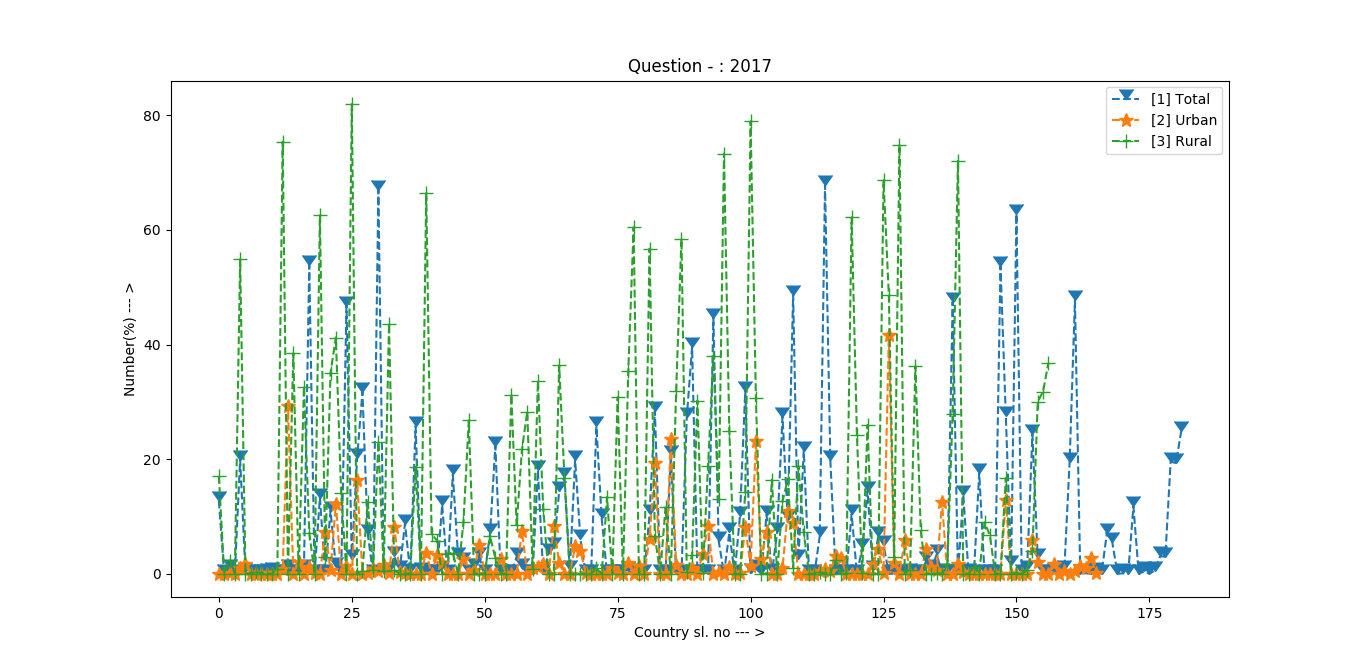 Question - : 2017
[1] Total
[2] Urban
[3] Rural
80
60
40
20
0
Number(%) --- >
0 25 50 75 100 125 150 175
Country sl. no --- >